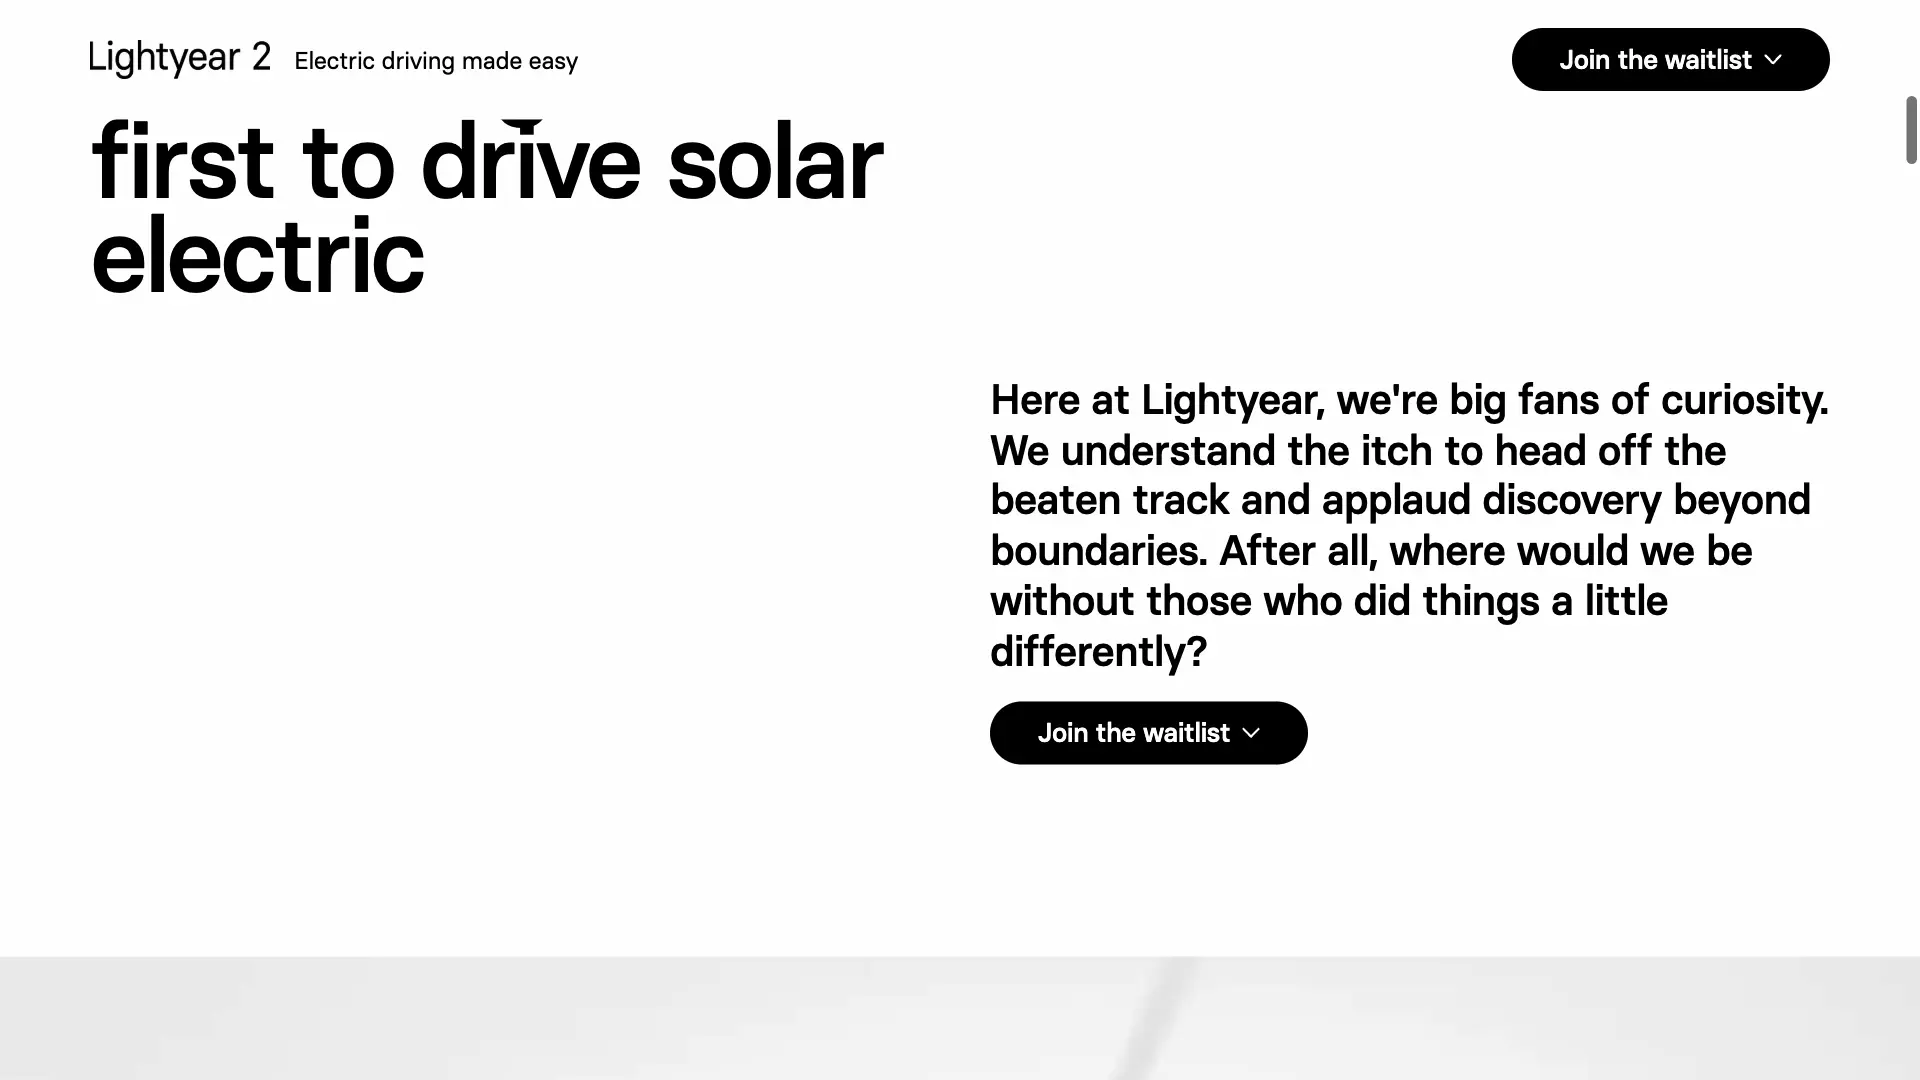 Lightyear 2 Electric driving made easy
Join the waitlist
first to drive solar
electric
Here at Lightyear, we're big fans of curiosity.
We understand the itch to head off the
beaten track and applaud discovery beyond
boundaries. After all, where would we be
without those who did things a little
differently?
Join the waitlist